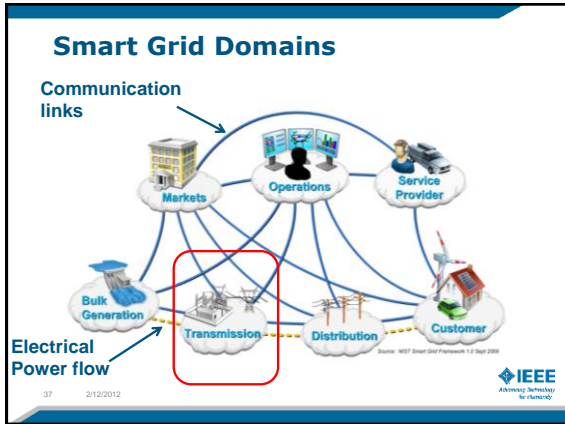 Smart Grid Domains
Communication
links
Markets
Operations
Service
Provider
Bulk
Generation
Transmission
Distribution
Customer
Electrical
Power flow
Source: NIST Smart Grid Framework 1.0 Sept 2009
37 2/12/2012
IEEE
Advancing Technology
for Humanity